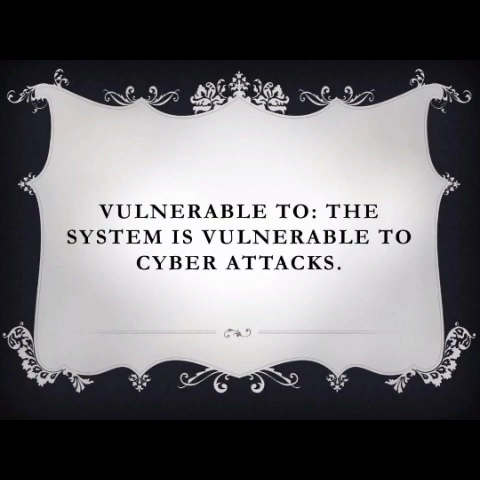 VULNERABLE TO: THE
SYSTEM IS VULNERABLE TO
CYBER ATTACKS.